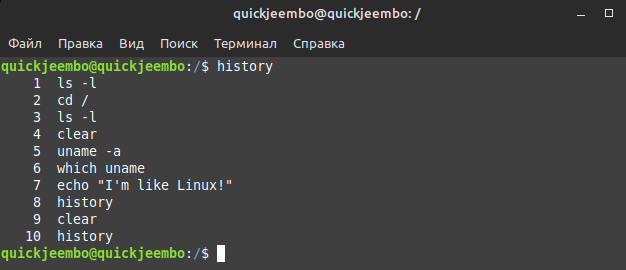 quickjeembo@quickjeembo: /
Файл Правка Вид Поиск Терминал Справка
quickjeembo@quickjeembo:/$ history
1 ls -l
2 cd /
3 ls -l
4 clear
5 uname -a
6 which uname
7 echo "I'm like Linux!"
8 history
9 clear
10 history
quickjeembo@quickjeembo:/$